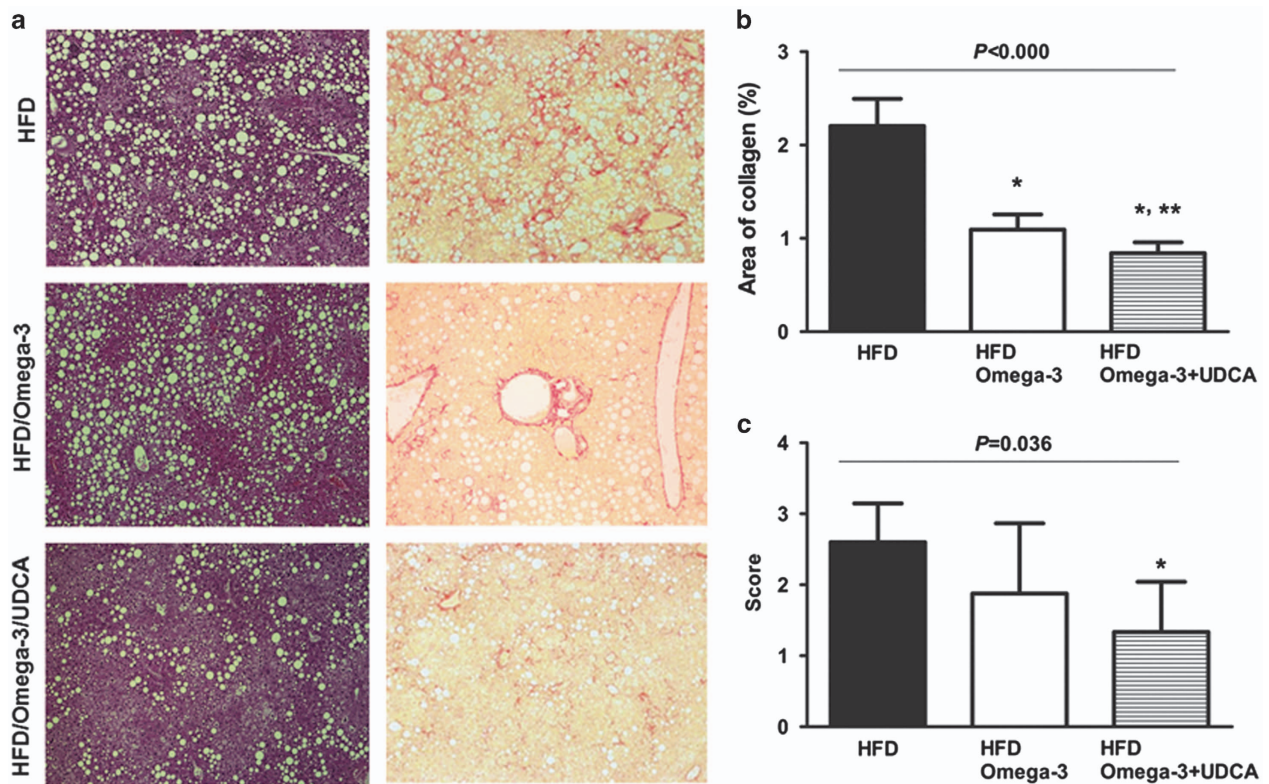 a
HFD
HFD/Omega-3
HFD/Omega-3/UDCA
b
P<0.000
Area of collagen (%)
3
2
1
0
*
*, **
HFD
HFD
Omega-3
HFD
Omega-3+UDCA
c
P=0.036
Score
4
3
2
1
0
*
HFD
HFD
Omega-3
HFD
Omega-3+UDCA